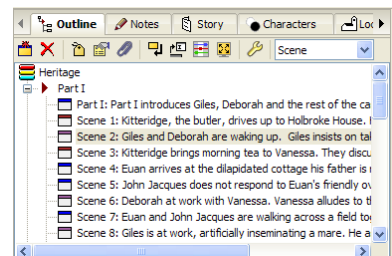 Outline Notes Story Characters Loc
Scene
Heritage
Part I
Part I: Part I introduces Giles, Deborah and the rest of the ca
Scene 1: Kitteridge, the butler, drives up to Holbroke House.
Scene 2: Giles and Deborah are waking up. Giles insists on tal
Scene 3: Kitteridge brings morning tea to Vanessa. They discu
Scene 4: Euan arrives at the dilapidated cottage his father is
Scene 5: John Jacques does not respond to Euan's friendly ov
Scene 6: Deborah at work with Vanessa. Vanessa alludes to th
Scene 7: Euan and John Jacques are walking across a field to
Scene 8: Giles is at work, artificially inseminating a mare. He a